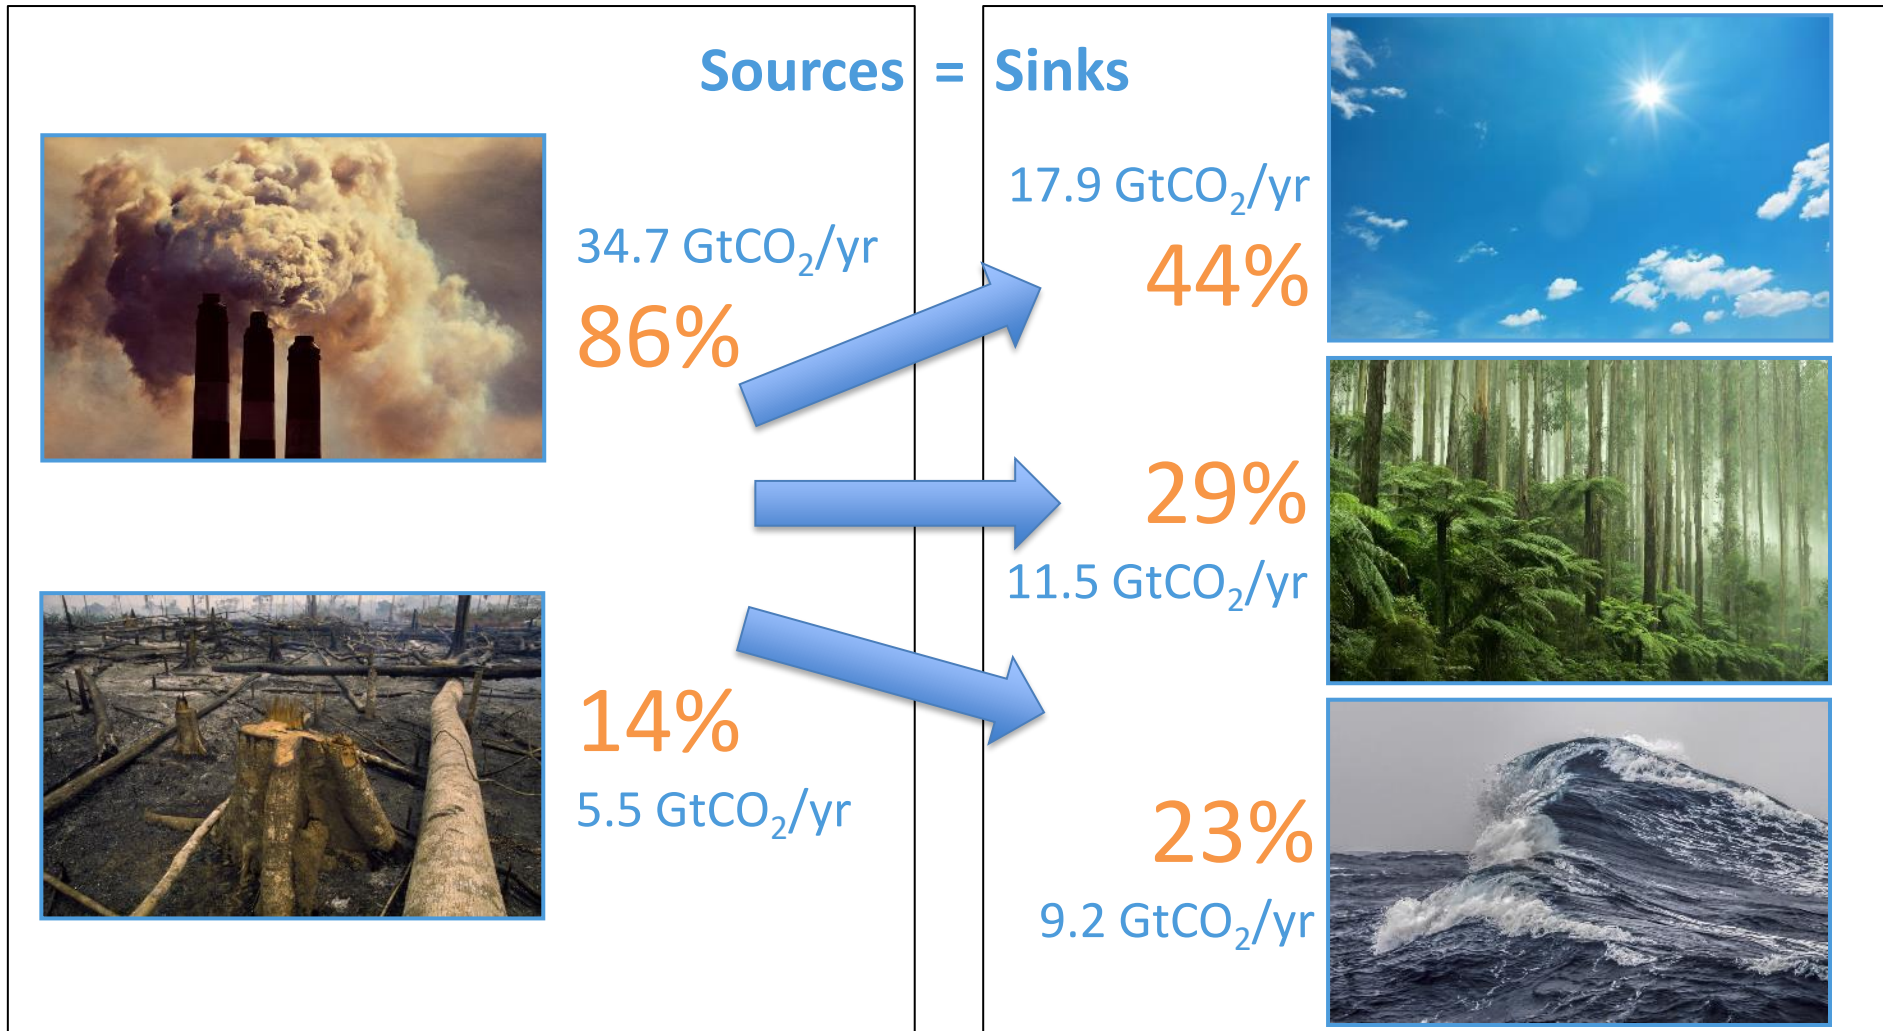 Sources = Sinks
34.7 GtCO₂/yr
86%
14%
5.5 GtCO₂/yr
17.9 GtCO₂/yr
44%
29%
11.5 GtCO₂/yr
23%
9.2 GtCO₂/yr